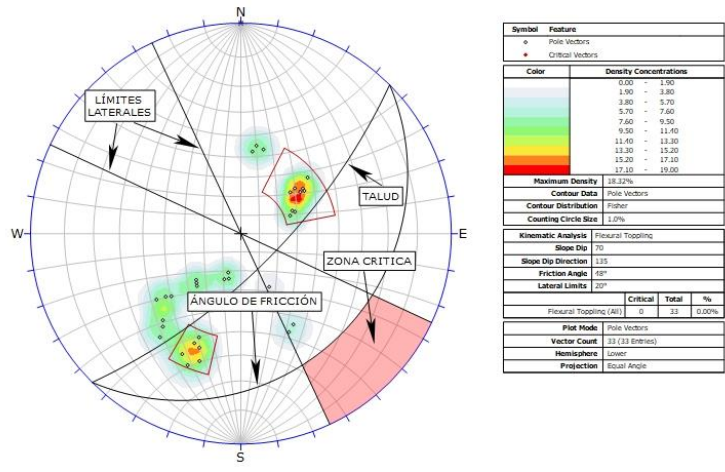 N
LÍMITES
LATERALES
TALUD
W
E
ZONA CRITICA
ÁNGULO DE FRICCIÓN
S
Symbol Feature
Pole Vectors
Critical Vectors
Color Density Concentrations
0.00 - 1.90
1.90 - 3.80
3.80 - 5.70
5.70 - 7.60
7.60 - 9.50
9.50 - 11.40
11.40 - 13.30
13.30 - 15.20
15.20 - 17.10
17.10 - 19.00
Maximum Density 18.32%
Contour Data Pole Vectors
Contour Distribution Fisher
Counting Circle Size 1.0%
Kinematic Analysis Flexural Toppling
Slope Dip 70
Slope Dip Direction 135
Friction Angle 48°
Lateral Limits 20°
Critical Total %
Flexural Toppling (All) 0 33 0.00%
Plot Mode Pole Vectors
Vector Count 33 (33 Entries)
Hemisphere Lower
Projection Equal Angle